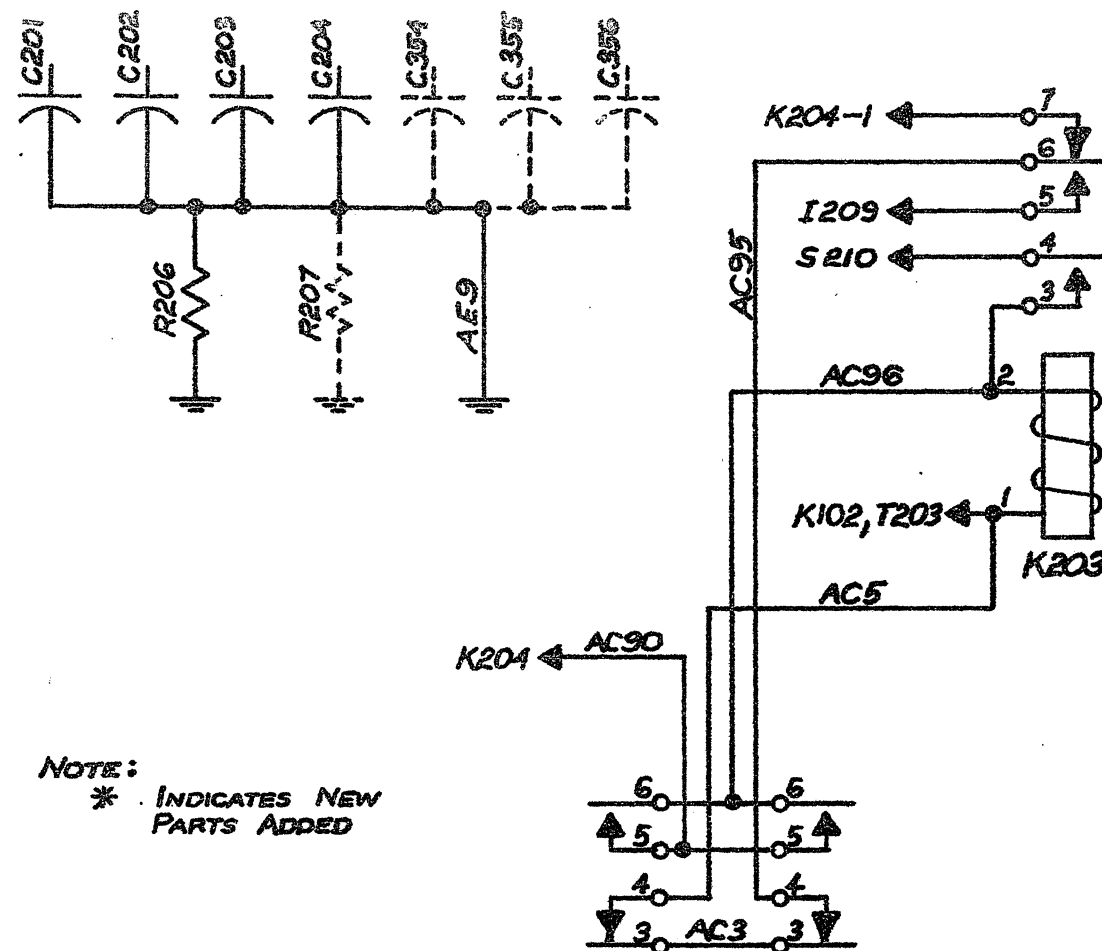 C201
C202
C203
C204
C354
C355
C356
R206
R207
AE9
K204-1
7
6
I209
5
S210
4
3
AC95
AC96
2
K102, T203
1
K203
AC5
K204
AC90
NOTE:
* INDICATES NEW
PARTS ADDED
6
6
5
5
4
4
3
AC3
3